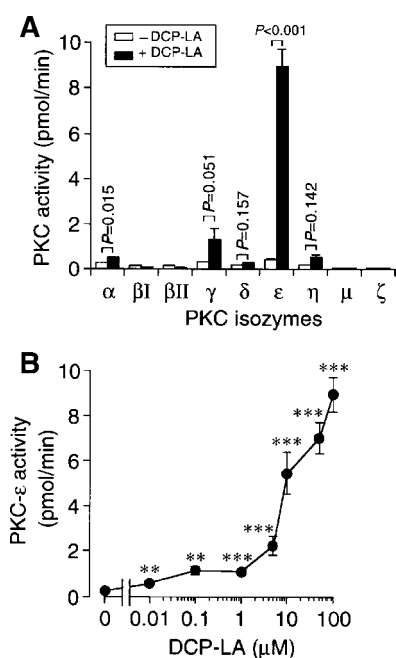 A
– DCP-LA
+ DCP-LA
PKC activity (pmol/min)
10
8
6
4
2
0
P=0.015
P=0.051
P=0.157
P<0.001
P=0.142
α βI βII γ δ ε η μ ζ
PKC isozymes
B
PKC-ε activity
(pmol/min)
10
8
6
4
2
0
**
**
***
***
***
***
***
0 0.01 0.1 1 10 100
DCP-LA (μM)